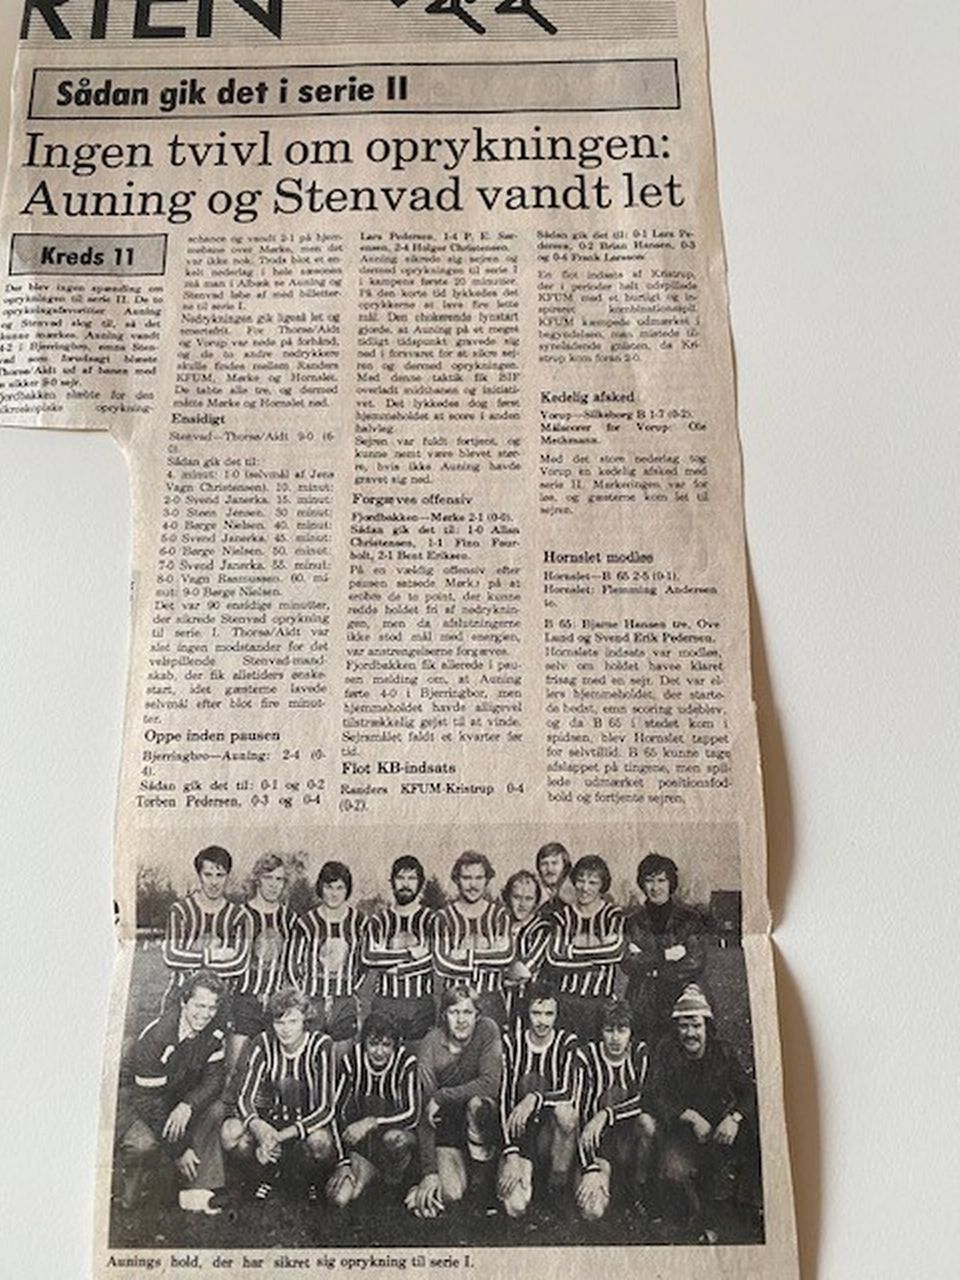 RTEN
Sådan gik det i serie II
Ingen tvivl om oprykningen:
Auning og Stenvad vandt let
Kreds 11
Der blev ingen spænding om
oprykningen til serie II. De to
oprykningsfavoritter Auning
og Stenvad slog til, så det
kunne mærkes. Auning vandt
4-2 i Bjerringbro, emns Sten-
vad som forudsagt blæste
Thorsø/Aidt ud af banen med
sikker 9-0 sejr.
Fjordbakken sløjfte for den
mikroskopiske oprykning-
schance og vandt 2-1 på hjem-
mebane over Mørke, men det
var ikke nok. Trods blot et en-
kelt nederlag i hele sæsonen
må man i Albæk se Auning og
Stenvad løbe af med billetter-
ne til serie I.
Nedrykningen gik ligeså let og
smertefrit. For Thorsø/Aidt
og Vorup var nede på forhånd,
og de to andre nedrykkere
skulle findes mellem Randers
KFUM, Mørke og Hornslet.
De tabte alle tre, og dermed
måtte Mørke og Hornslet ned.
Ensidigt
Stenvad—Thorsø/Aidt 9-0 (6-
0).
Sådan gik det til:
4. minut: 1-0 (selvmål af Jens
Vagn Christensen). 10. minut:
2-0 Svend Janerka. 15. minut:
3-0 Steen Jensen. 30 minut:
4-0 Børge Nielsen. 40. minut:
5-0 Svend Janerka. 45. minut:
6-0 Børge Nielsen. 50. minut:
7-0 Svend Janerka. 55. minut:
8-0 Vagn Rasmussen. 60. mi-
nut: 9-0 Børge Nielsen.
Det var 90 ensidige minutter,
der sikrede Stenvad oprykning
til serie I. Thorsø/Aidt var
slet ingen modstander for det
velspillende Stenvad-mand-
skab, der fik alletiders ønske-
start, idet gæsterne lavede
selvmål efter blot fire minut-
ter.
Oppe inden pausen
Bjerringbro—Auning: 2-4 (0-
4).
Sådan gik det til: 0-1 og 0-2
Torben Pedersen, 0-3 og 0-4
Lars Pedersen, 1-4 P. E. Sør-
ensen, 2-4 Holger Christensen.
Auning sikrede sig sejren og
dermed oprykningen til serie I
i kampens første 20 minutter.
På den korte tid lykkedes det
oprykkerne at lave fire lette
mål. Den chokerende lynstart
gjorde, at Auning på et meget
tidligt tidspunkt gravede sig
ned i forsvaret for at sikre sej-
ren og dermed oprykningen.
Med denne taktik fik BIF
overladt midtbanen og initiati-
vet. Det lykkedes dog først
hjemmeholdet at score i anden
halvleg.
Sejren var fuldt fortjent, og
kunne nemt være blevet stør-
re, hvis ikke Auning havde
gravet sig ned.
Forgæves offensiv
Fjordbakken—Mørke 2-1 (0-0).
Sådan gik det til: 1-0 Allan
Christensen, 1-1 Finn Faur-
holt, 2-1 Bent Eriksen.
På en vældig offensiv efter
pausen satsede Mørke på at
erobre de to point, der kunne
redde holdet fri af nedryknin-
gen, men da afslutningerne
ikke stod mål med energien,
var anstrengelserne forgæves.
Fjordbakken fik allerede i pau-
sen melding om, at Auning
førte 4-0 i Bjerringbro, men
hjemmeholdet havde alligevel
tilstrækkelig gejst til at vinde.
Sejrsmålet faldt et kvarter før
tid.
Flot KB-indsats
Randers KFUM-Kristrup 0-4
(0-2).
Sådan gik det til: 0-1 Lars Pe-
dersen, 0-2 Brian Hansen, 0-3
og 0-4 Frank Larsson.
En flot indsats af Kristrup,
der i perioder helt udspillede
KFUM med et hurtigt og in-
spireret kombinationsspil.
KFUM kæmpede udmærket i
begyndelsen, man mistede til-
syneladende gnisten, da Kri-
strup kom foran 2-0.
Kedelig afsked
Vorup—Silkeborg B 1-7 (0-2).
Målscorer for Vorup: Ole
Methmann.
Med det store nederlag tog
Vorup en kedelig afsked med
serie II. Markeringen var for
løs, og gæsterne kom let til
sejren.
Hornslet modløs
Hornslet—B 65 2-5 (0-1).
Hornslet: Flemming Andersen
to.
B 65: Bjarne Hansen tre, Ove
Lund og Svend Erik Pedersen.
Hornslets indsats var modløs,
selv om holdet havee klaret
frisag med en sejr. Det var el-
lers hjemmeholdet, der starte-
de bedst, emn scoring udeblev,
og da B 65 i stedet kom i
spidsen, blev Hornslet tappet
for selvtillid. B 65 kunne tage
afslappet på tingene, men spil-
lede udmærket positionsfod-
bold og fortjente sejren.
Aunings hold, der har sikret sig oprykning til serie I.